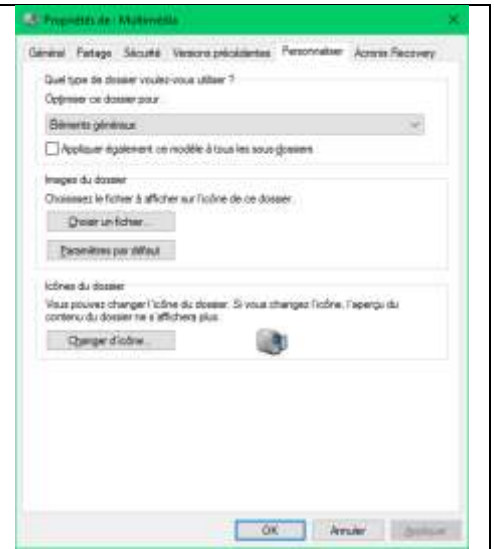 Propriétés de : Multimédia
Général Partage Sécurité Versions précédentes Personnaliser Acronis Recovery
Quel type de dossier voulez-vous utiliser ?
Optimiser ce dossier pour :
Éléments généraux
Appliquer également ce modèle à tous les sous-dossiers
Images du dossier
Choisissez le fichier à afficher sur l'icône de ce dossier.
Choisir un fichier...
Paramètres par défaut
Icônes du dossier
Vous pouvez changer l'icône du dossier. Si vous changez l'icône, l'aperçu du
contenu du dossier ne s'affichera plus.
Changer d'icône...
OK Annuler Appliquer